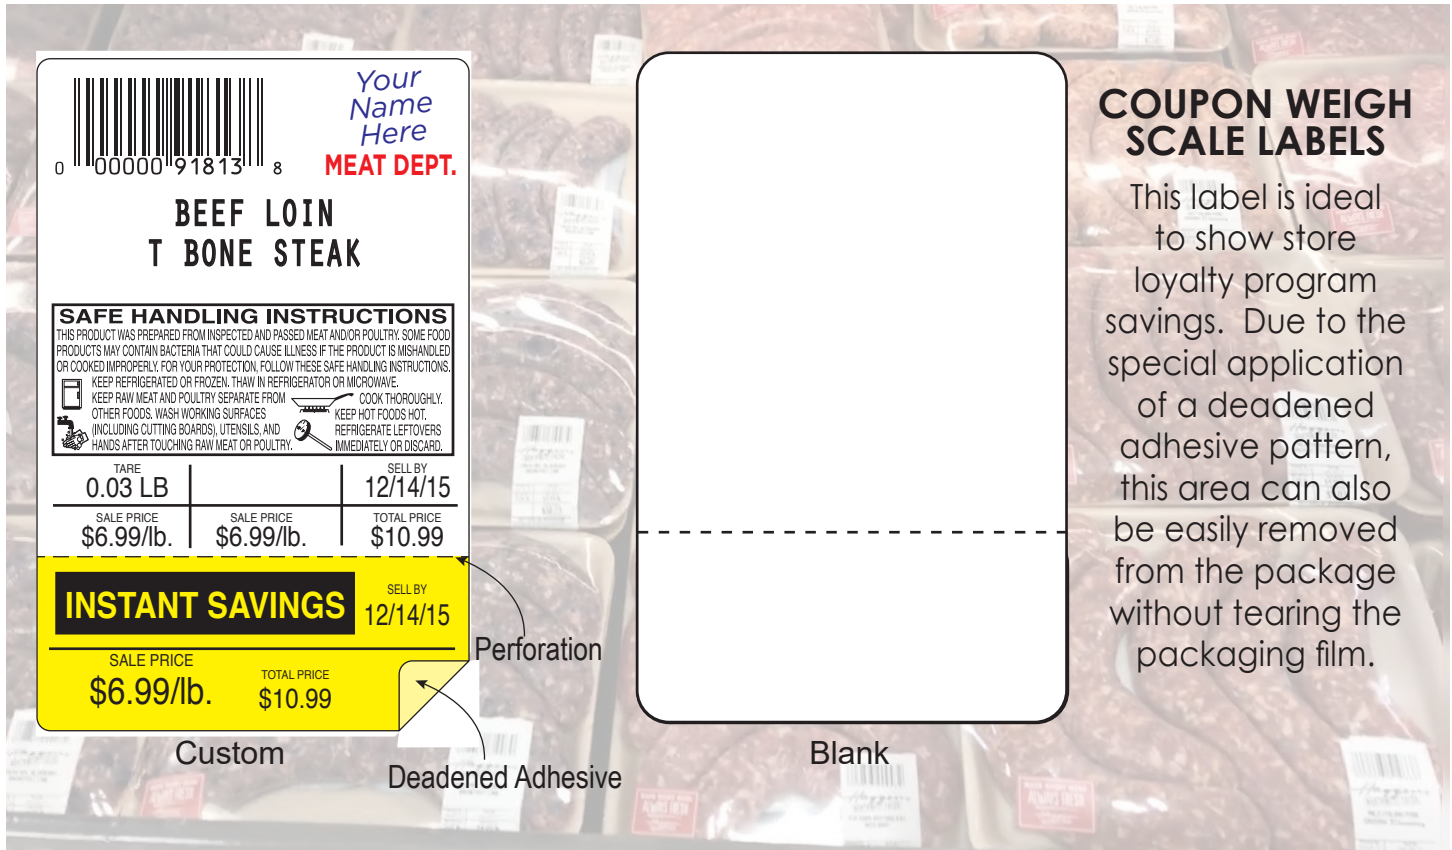 0 00000 91813 8
Your
Name
Here
MEAT DEPT.
BEEF LOIN
T BONE STEAK
SAFE HANDLING INSTRUCTIONS
THIS PRODUCT WAS PREPARED FROM INSPECTED AND PASSED MEAT AND/OR POULTRY. SOME FOOD
PRODUCTS MAY CONTAIN BACTERIA THAT COULD CAUSE ILLNESS IF THE PRODUCT IS MISHANDLED
OR COOKED IMPROPERLY. FOR YOUR PROTECTION, FOLLOW THESE SAFE HANDLING INSTRUCTIONS.
KEEP REFRIGERATED OR FROZEN. THAW IN REFRIGERATOR OR MICROWAVE.
KEEP RAW MEAT AND POULTRY SEPARATE FROM
OTHER FOODS. WASH WORKING SURFACES
(INCLUDING CUTTING BOARDS), UTENSILS, AND
HANDS AFTER TOUCHING RAW MEAT OR POULTRY.
COOK THOROUGHLY.
KEEP HOT FOODS HOT.
REFRIGERATE LEFTOVERS
IMMEDIATELY OR DISCARD.
TARE
0.03 LB
SELL BY
12/14/15
SALE PRICE
$6.99/lb.
SALE PRICE
$6.99/lb.
TOTAL PRICE
$10.99
INSTANT SAVINGS
SELL BY
12/14/15
SALE PRICE
$6.99/lb.
TOTAL PRICE
$10.99
Perforation
Deadened Adhesive
Custom
Blank
COUPON WEIGH
SCALE LABELS
This label is ideal
to show store
loyalty program
savings. Due to the
special application
of a deadened
adhesive pattern,
this area can also
be easily removed
from the package
without tearing the
packaging film.